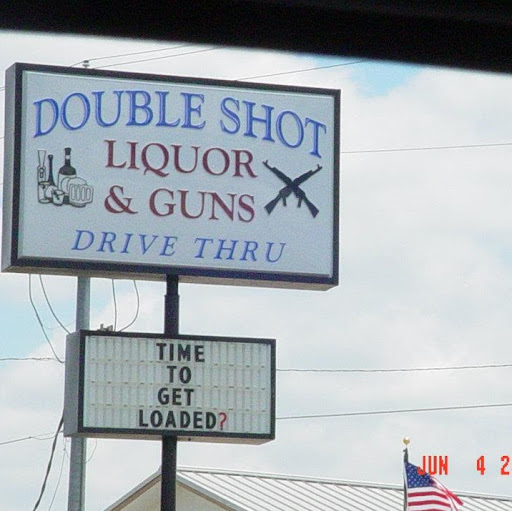 DOUBLE SHOT
LIQUOR
& GUNS
DRIVE THRU
TIME
TO
GET
LOADED?
JUN 4 2